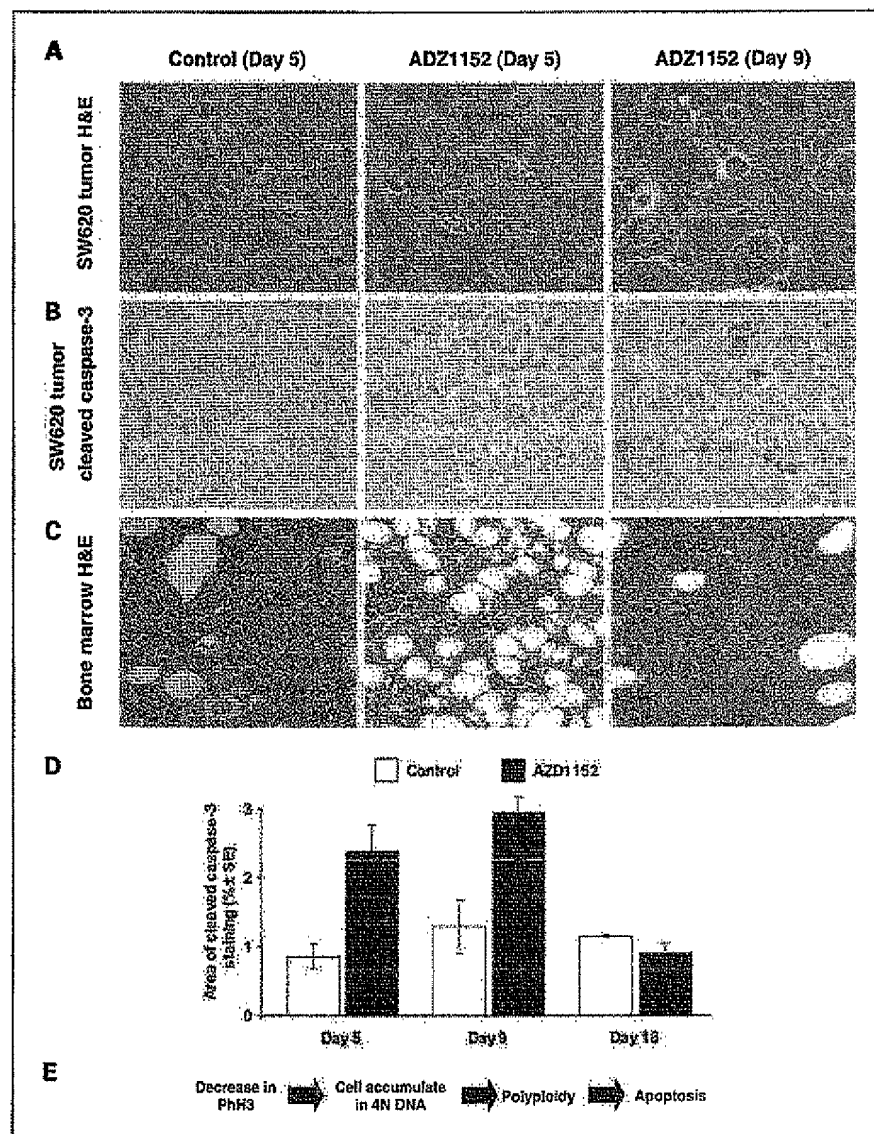 A
Control (Day 5)
ADZ1152 (Day 5)
ADZ1152 (Day 9)
SW620 tumor H&E
B
SW620 tumor
cleaved caspase-3
C
Bone marrow H&E
D
Control
AZD1152
Area of cleaved caspase-3
staining (% ± SE)
3
2
1
0
Day 5
Day 9
Day 18
E
Decrease in
PhH3
Cell accumulate
in 4N DNA
Polyploidy
Apoptosis